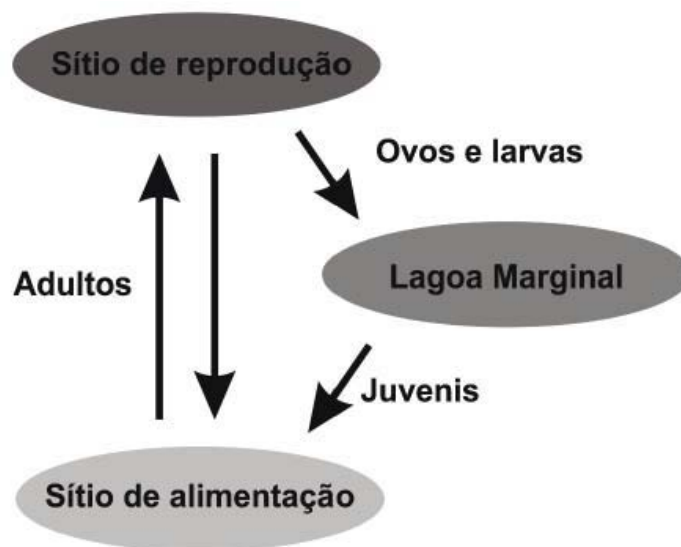 Sítio de reprodução
Ovos e larvas
Lagoa Marginal
Adultos
Juvenis
Sítio de alimentação